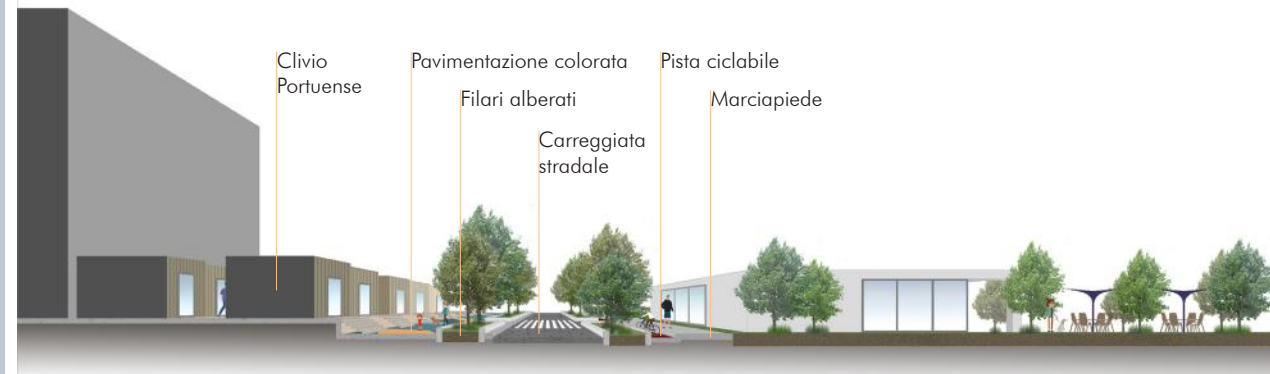 Clivio
Portuense
Pavimentazione colorata
Filari alberati
Carreggiata
stradale
Pista ciclabile
Marciapiede